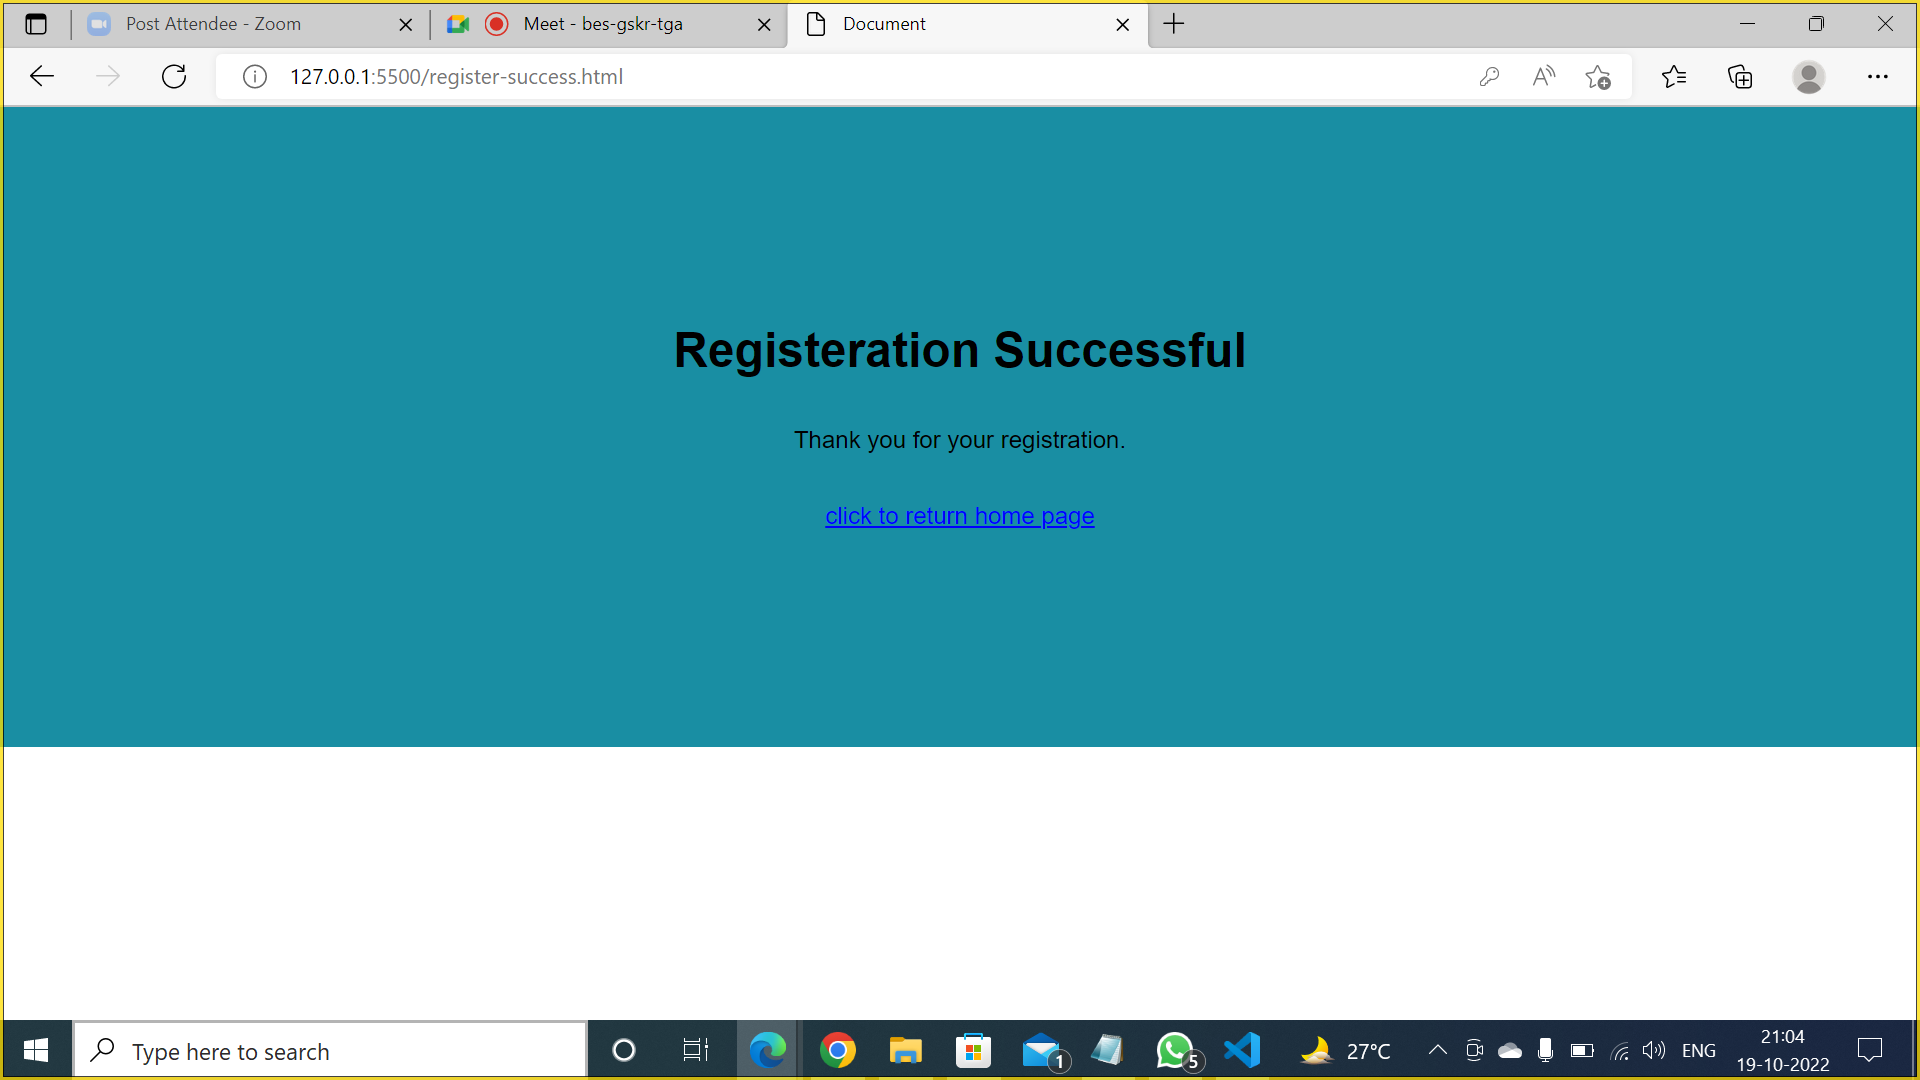 Post Attendee - Zoom
Meet - bes-gskr-tga
Document
127.0.0.1:5500/register-success.html
Registeration Successful
Thank you for your registration.
click to return home page
Type here to search
1
5
27°C
ENG
21:04
19-10-2022